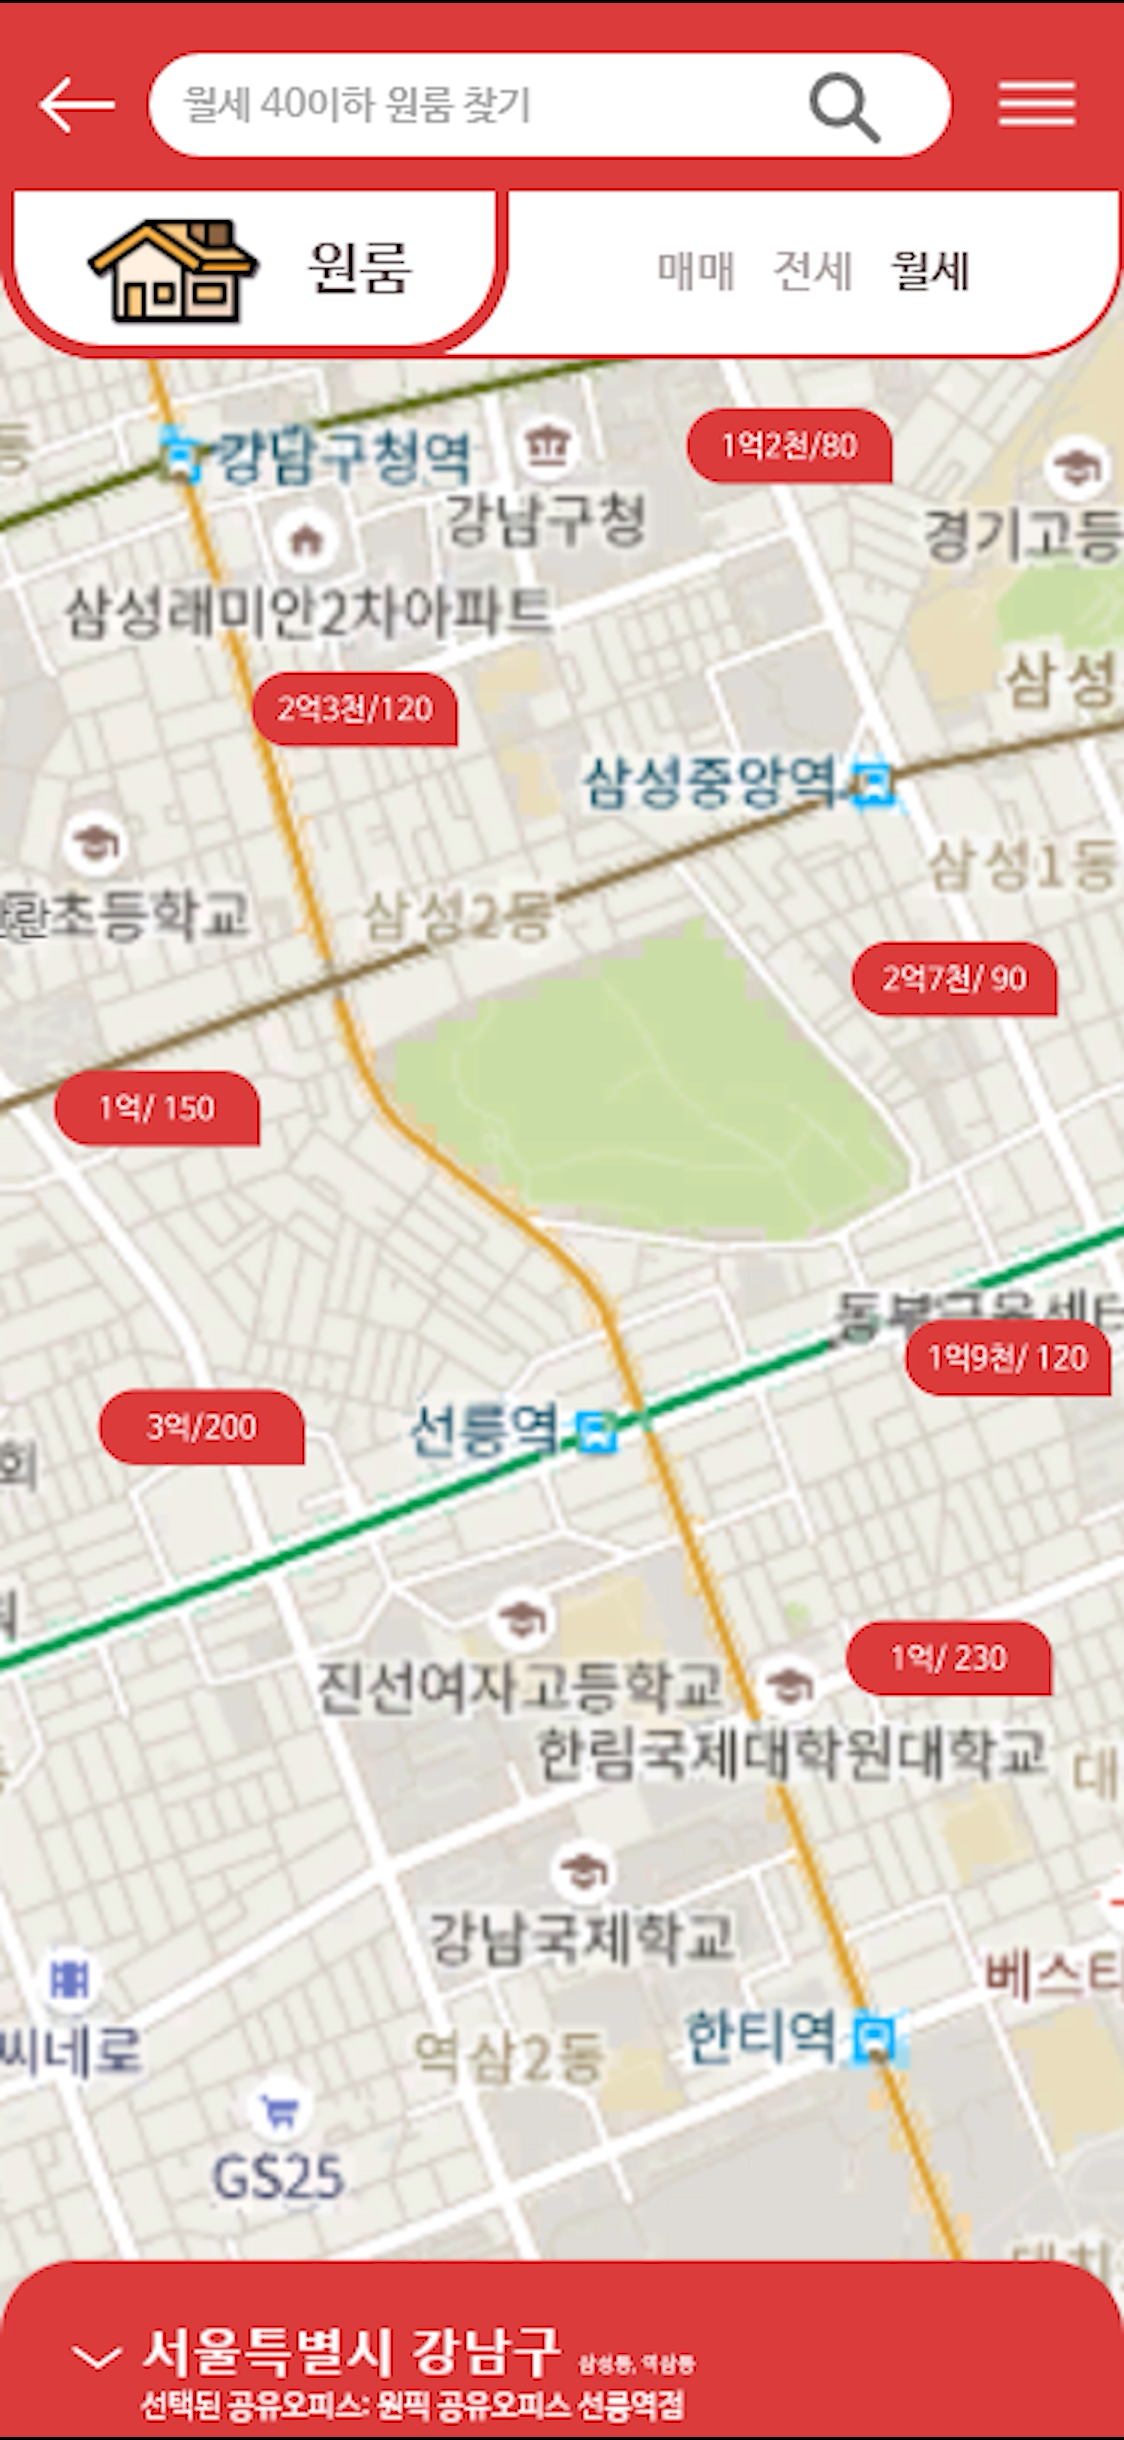 월세 40이하 원룸 찾기
원룸
매매 전세 월세
강남구청역
1억2천/80
강남구청
경기고등
삼성래미안2차아파트
삼성
2억3천/120
삼성중앙역
삼성1동
란초등학교
삼성2동
2억7천/ 90
1억/ 150
1억9천/ 120
3억/200
선릉역
회
1억/ 230
진선여자고등학교
한림국제대학원대학교
대
강남국제학교
베스티
씨네로
역삼2동
한티역
GS25
서울특별시 강남구 삼성동, 역삼동
선택된 공유오피스: 원픽 공유오피스 선릉역점